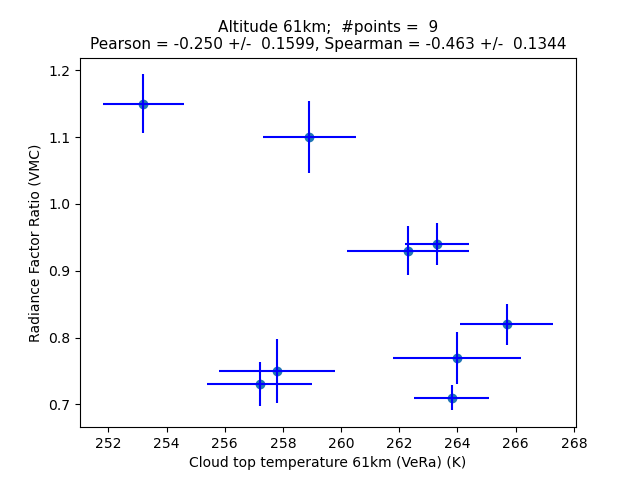 Altitude 61km;  #points =  9
Pearson = -0.250 +/-  0.1599, Spearman = -0.463 +/-  0.1344
Radiance Factor Ratio (VMC)
1.2
1.1
1.0
0.9
0.8
0.7
252 254 256 258 260 262 264 266 268
Cloud top temperature 61km (VeRa) (K)